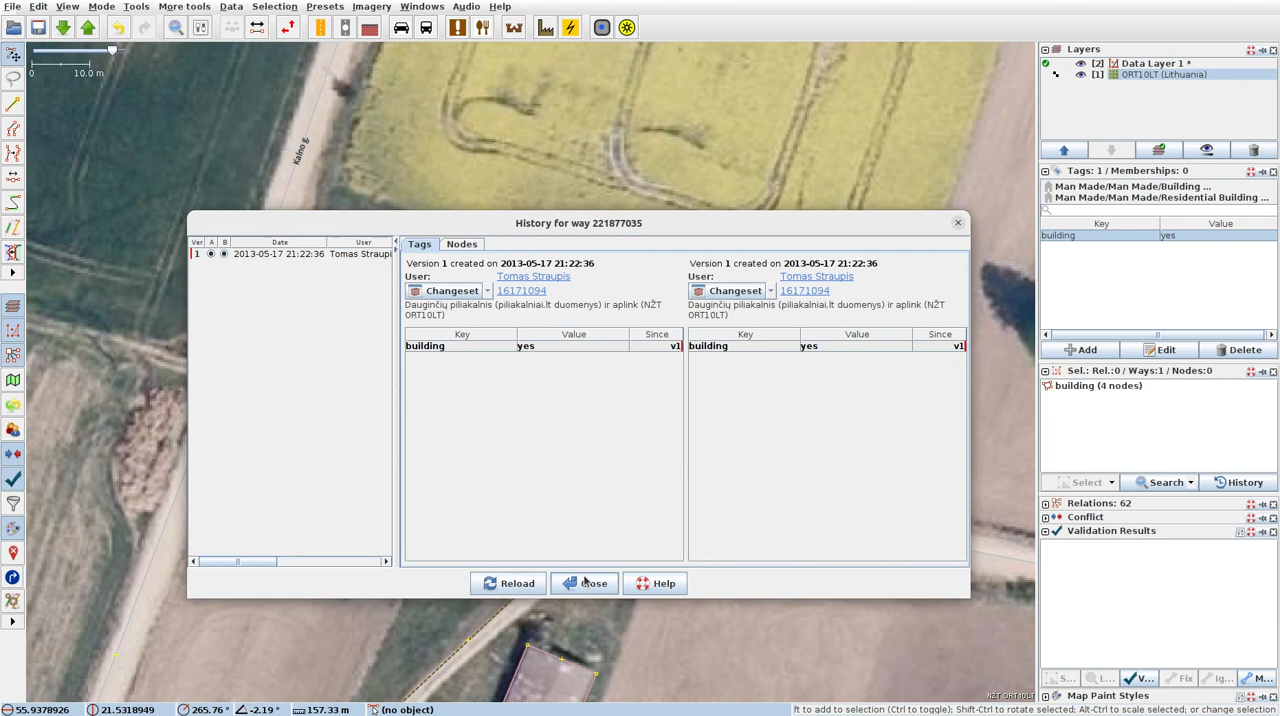 File Edit View Mode Tools More tools Data Selection Presets Imagery Windows Audio Help
0 10.0 m
Kalno g.
History for way 221877035
Ver A B Date User
1 2013-05-17 21:22:36 Tomas Straupi
Tags Nodes
Version 1 created on 2013-05-17 21:22:36
User: Tomas Straupis
Changeset 16171094
Dauginčių piliakalnis (piliakalniai.lt duomenys) ir aplink (NŽT
ORT10LT)
Key Value Since
building yes v1
Version 1 created on 2013-05-17 21:22:36
User: Tomas Straupis
Changeset 16171094
Dauginčių piliakalnis (piliakalniai.lt duomenys) ir aplink (NŽT
ORT10LT)
Key Value Since
building yes v1
Reload Close Help
Layers
[2] Data Layer 1 *
[1] ORT10LT (Lithuania)
Tags: 1 / Memberships: 0
Man Made/Man Made/Building ...
Man Made/Man Made/Residential Building ...
Key Value
building yes
Add Edit Delete
Sel.: Rel.:0 / Ways:1 / Nodes:0
building (4 nodes)
Select Search History
Relations: 62
Conflict
Validation Results
S... L... V... Fix Ig... M...
Map Paint Styles
NŽT ORT10LT
55.9378926 21.5318949 265.76 ° -2.19 ° 157.33 m (no object) ft to add to selection (Ctrl to toggle); Shift-Ctrl to rotate selected; Alt-Ctrl to scale selected; or change selection